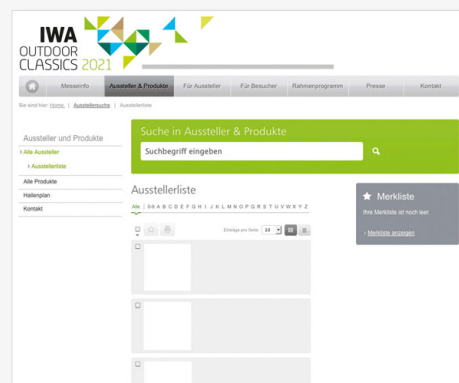 IWA
OUTDOOR
CLASSICS 2021
Messeinfo Aussteller & Produkte Für Aussteller Für Besucher Rahmenprogramm Presse Kontakt
Sie sind hier: Home | Ausstellersuche | Ausstellerliste
Aussteller und Produkte
Alle Aussteller
Ausstellerliste
Alle Produkte
Hallenplan
Kontakt
Suche in Aussteller & Produkte
Suchbegriff eingeben
Ausstellerliste
Alle | 0-9 A B C D E F G H I J K L M N O P Q R S T U V W X Y Z
Einträge pro Seite: 10
Merkliste
Ihre Merkliste ist noch leer
Merkliste anzeigen